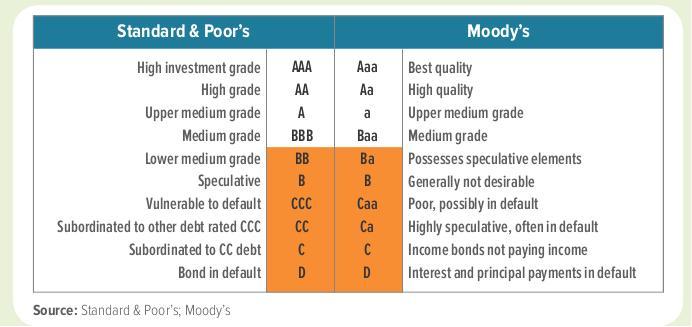 Standard & Poor's Moody's
High investment grade AAA Aaa Best quality
High grade AA Aa High quality
Upper medium grade A a Upper medium grade
Medium grade BBB Baa Medium grade
Lower medium grade BB Ba Possesses speculative elements
Speculative B B Generally not desirable
Vulnerable to default CCC Caa Poor, possibly in default
Subordinated to other debt rated CCC CC Ca Highly speculative, often in default
Subordinated to CC debt C C Income bonds not paying income
Bond in default D D Interest and principal payments in default
Source: Standard & Poor's; Moody's